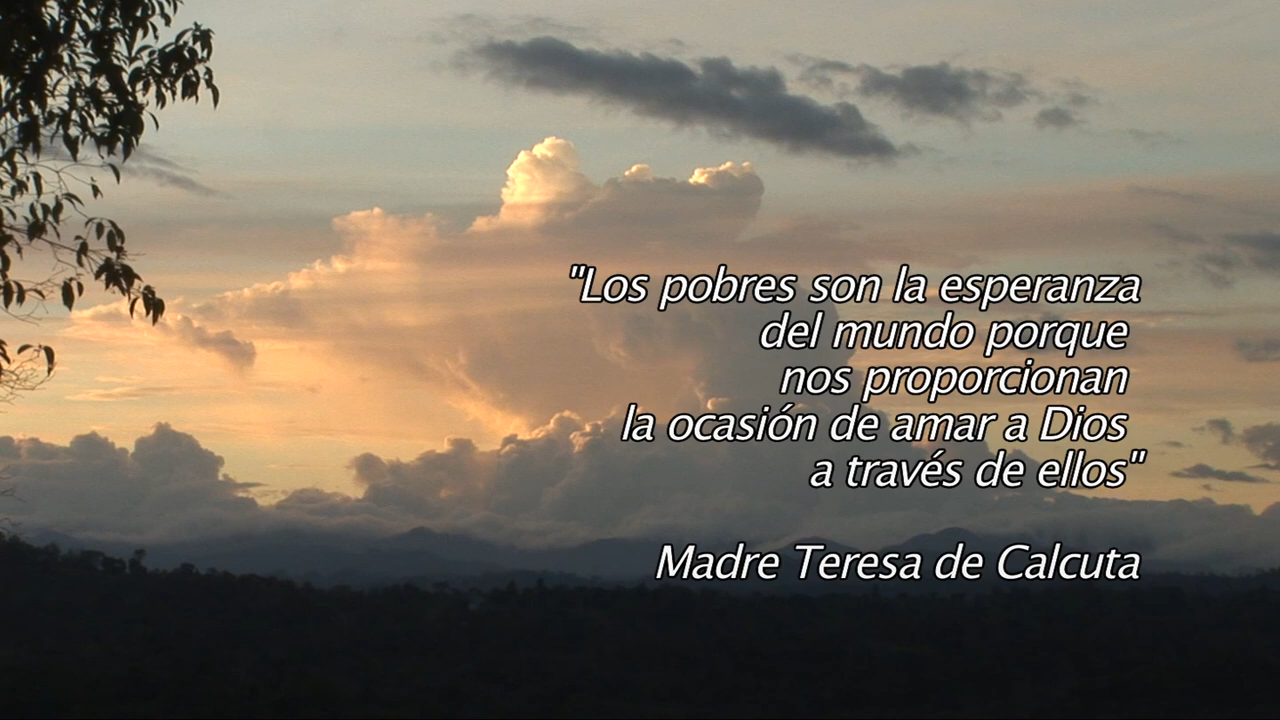 "Los pobres son la esperanza
del mundo porque
nos proporcionan
la ocasión de amar a Dios
a través de ellos"
Madre Teresa de Calcuta